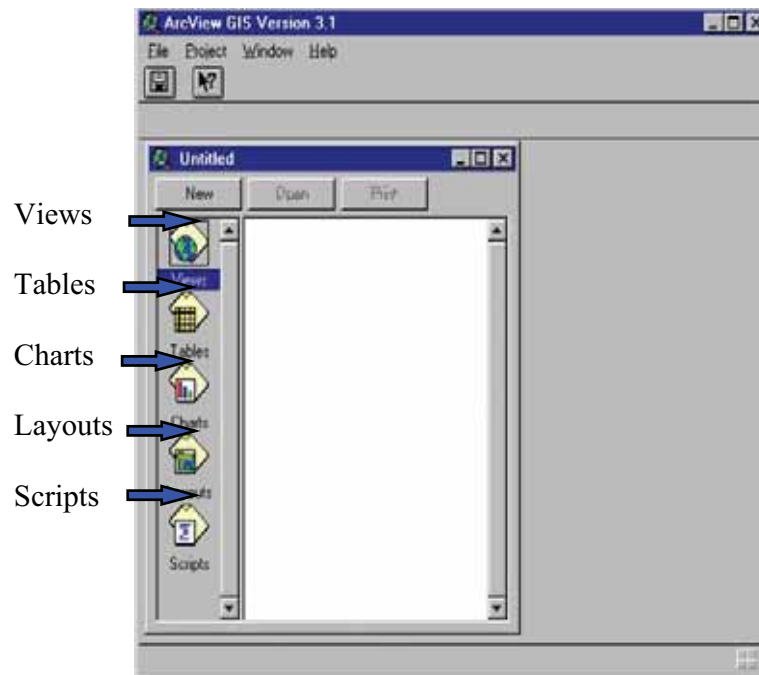 ArcView GIS Version 3.1
File Project Window Help
Untitled
New Open Print
Views
Views
Tables
Tables
Charts
Charts
Layouts
Scripts
Scripts